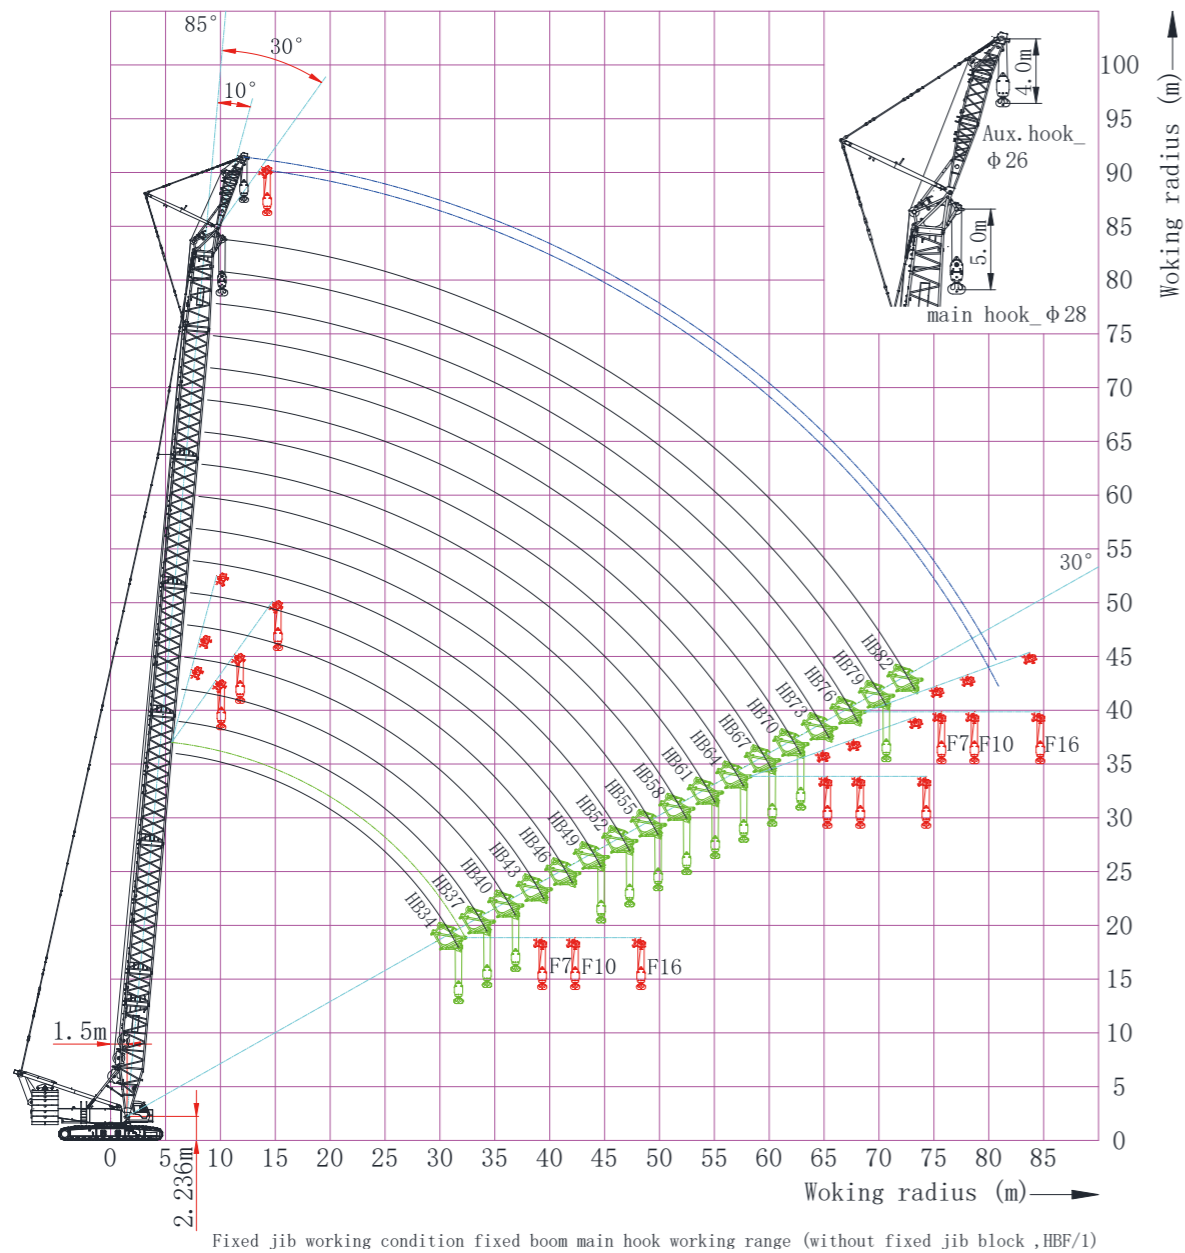 85°
30°
10°
4.0m
Aux.hook_
φ26
5.0m
main hook_φ28
Woking radius (m)
100
95
90
85
80
75
70
65
60
55
50
45
40
35
30
25
20
15
10
5
0
30°
HB82
HB79
HB76
HB73
HB70
HB67
HB64
HB61
HB58
HB55
HB52
HB49
HB46
HB43
HB40
HB37
HB34
F7 F10 F16
F7 F10 F16
1.5m
2.236m
0 5 10 15 20 25 30 35 40 45 50 55 60 65 70 75 80 85
Woking radius (m)
Fixed jib working condition fixed boom main hook working range (without fixed jib block ,HBF/1)